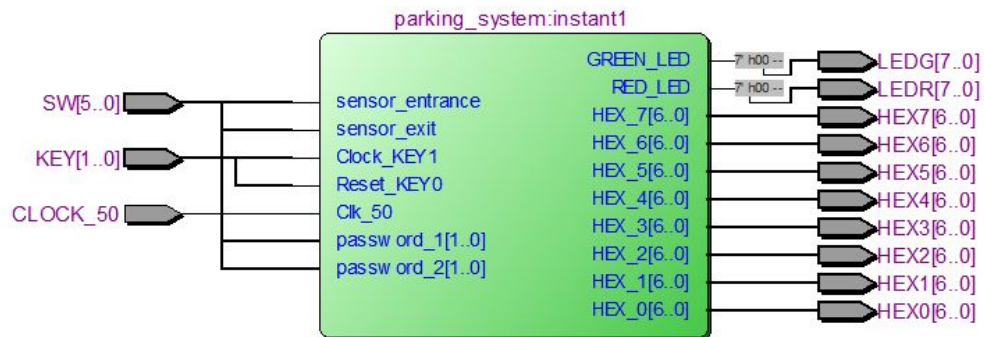 parking_system:instant1
SW[5..0]
KEY[1..0]
CLOCK_50
sensor_entrance
sensor_exit
Clock_KEY1
Reset_KEY0
Clk_50
passw ord_1[1..0]
passw ord_2[1..0]
GREEN_LED
RED_LED
HEX_7[6..0]
HEX_6[6..0]
HEX_5[6..0]
HEX_4[6..0]
HEX_3[6..0]
HEX_2[6..0]
HEX_1[6..0]
HEX_0[6..0]
7' h00 --
7' h00 --
LEDG[7..0]
LEDR[7..0]
HEX7[6..0]
HEX6[6..0]
HEX5[6..0]
HEX4[6..0]
HEX3[6..0]
HEX2[6..0]
HEX1[6..0]
HEX0[6..0]